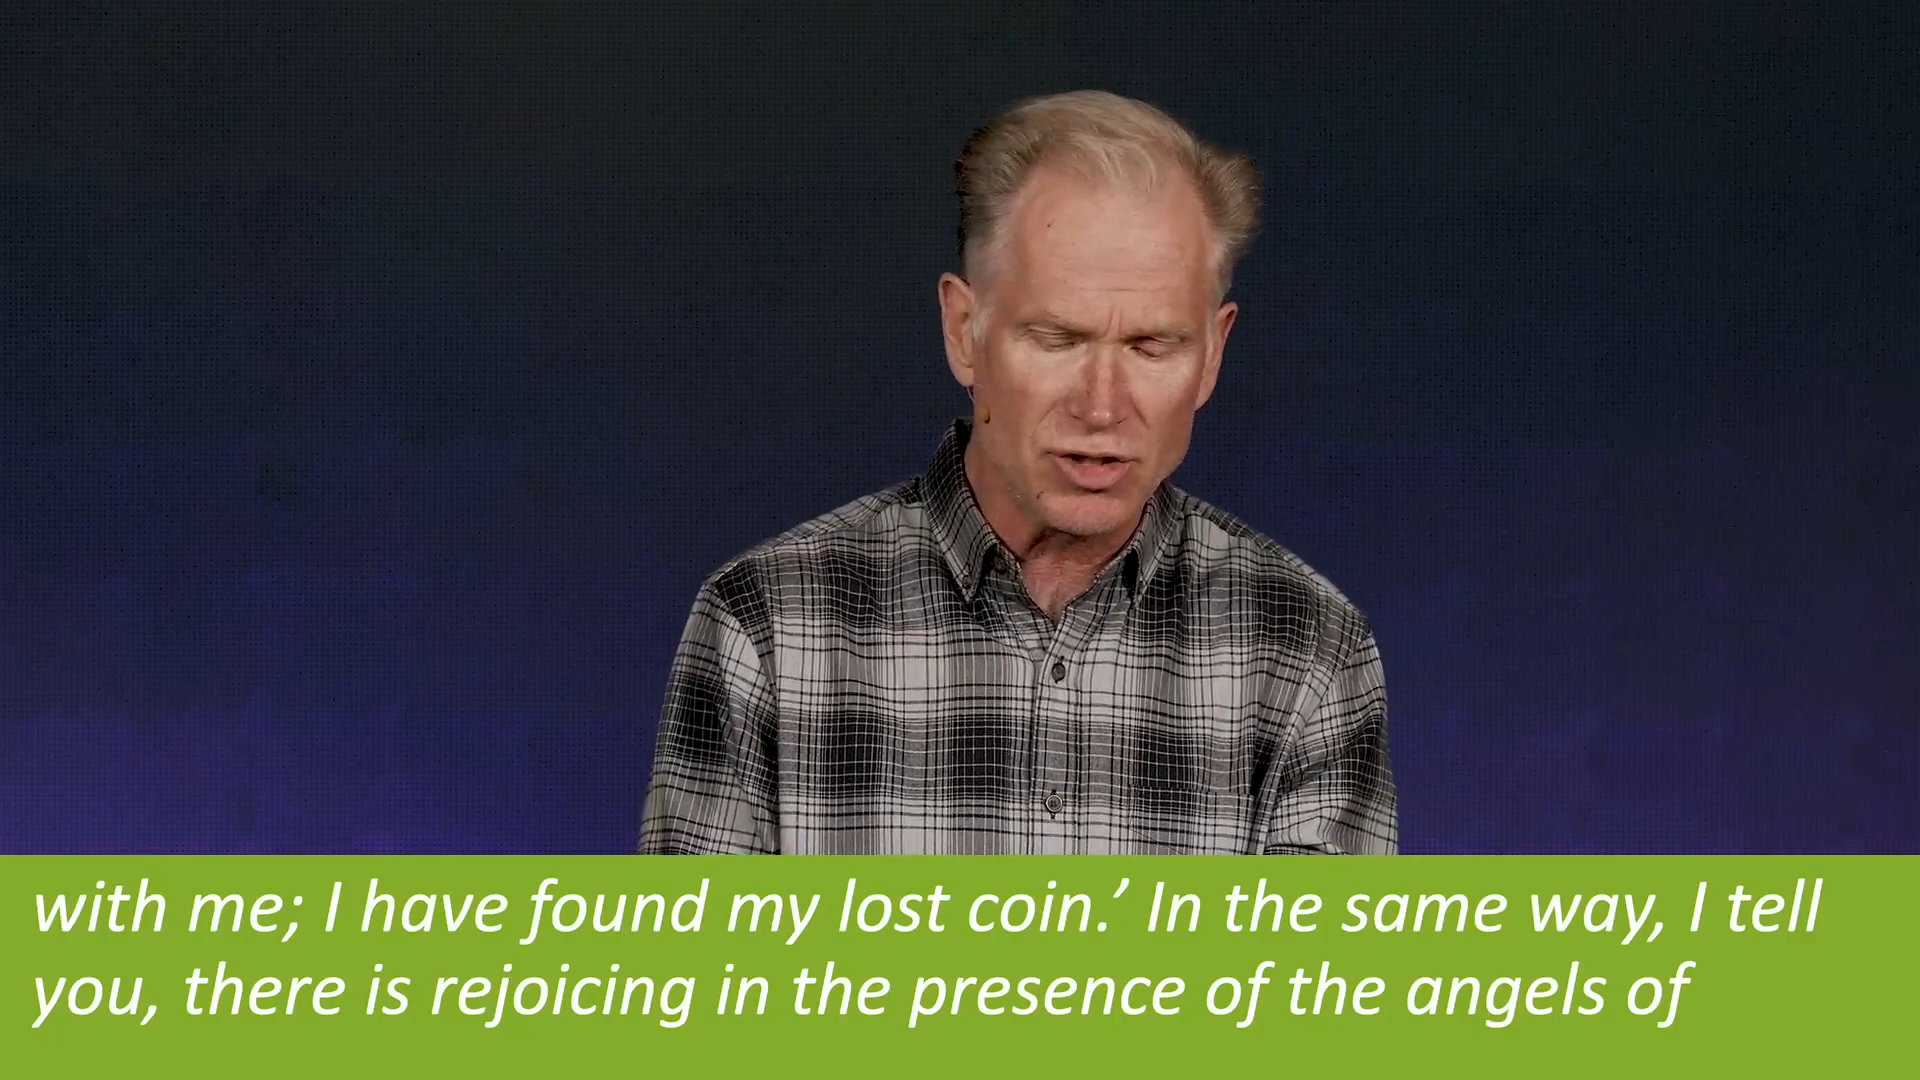 with me; I have found my lost coin.’ In the same way, I tell
you, there is rejoicing in the presence of the angels of